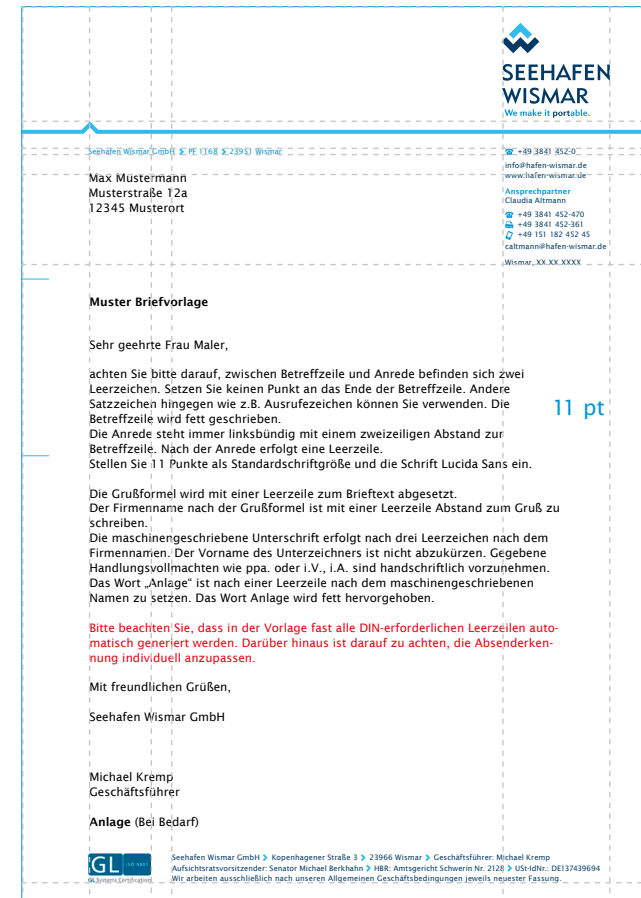 SEEHAFEN
WISMAR
We make it portable.
Seehafen Wismar GmbH > PF 1168 > 23951 Wismar
+49 3841 452-0
info@hafen-wismar.de
www.hafen-wismar.de
Ansprechpartner
Claudia Altmann
+49 3841 452-470
+49 3841 452-361
+49 151 182 452 45
caltmann@hafen-wismar.de
Wismar, XX.XX.XXXX
Max Mustermann
Musterstraße 12a
12345 Musterort
Muster Briefvorlage
Sehr geehrte Frau Maler,
achten Sie bitte darauf, zwischen Betreffzeile und Anrede befinden sich zwei
Leerzeichen. Setzen Sie keinen Punkt an das Ende der Betreffzeile. Andere
Satzzeichen hingegen wie z.B. Ausrufezeichen können Sie verwenden. Die
Betreffzeile wird fett geschrieben.
Die Anrede steht immer linksbündig mit einem zweizeiligen Abstand zur
Betreffzeile. Nach der Anrede erfolgt eine Leerzeile.
Stellen Sie 11 Punkte als Standardschriftgröße und die Schrift Lucida Sans ein.
11 pt
Die Grußformel wird mit einer Leerzeile zum Brieftext abgesetzt.
Der Firmenname nach der Grußformel ist mit einer Leerzeile Abstand zum Gruß zu
schreiben.
Die maschinengeschriebene Unterschrift erfolgt nach drei Leerzeichen nach dem
Firmennamen. Der Vorname des Unterzeichners ist nicht abzukürzen. Gegebene
Handlungsvollmachten wie ppa. oder i.V., i.A. sind handschriftlich vorzunehmen.
Das Wort „Anlage“ ist nach einer Leerzeile nach dem maschinengeschriebenen
Namen zu setzen. Das Wort Anlage wird fett hervorgehoben.
Bitte beachten Sie, dass in der Vorlage fast alle DIN-erforderlichen Leerzeilen auto-
matisch generiert werden. Darüber hinaus ist darauf zu achten, die Absenderken-
nung individuell anzupassen.
Mit freundlichen Grüßen,
Seehafen Wismar GmbH
Michael Kremp
Geschäftsführer
Anlage (Bei Bedarf)
GL ISO 9001
GL Systems Certification
Seehafen Wismar GmbH > Kopenhagener Straße 3 > 23966 Wismar > Geschäftsführer: Michael Kremp
Aufsichtsratsvorsitzender: Senator Michael Berkhahn > HBR: Amtsgericht Schwerin Nr. 2128 > USt-IdNr.: DE137439694
Wir arbeiten ausschließlich nach unseren Allgemeinen Geschäftsbedingungen jeweils neuester Fassung.